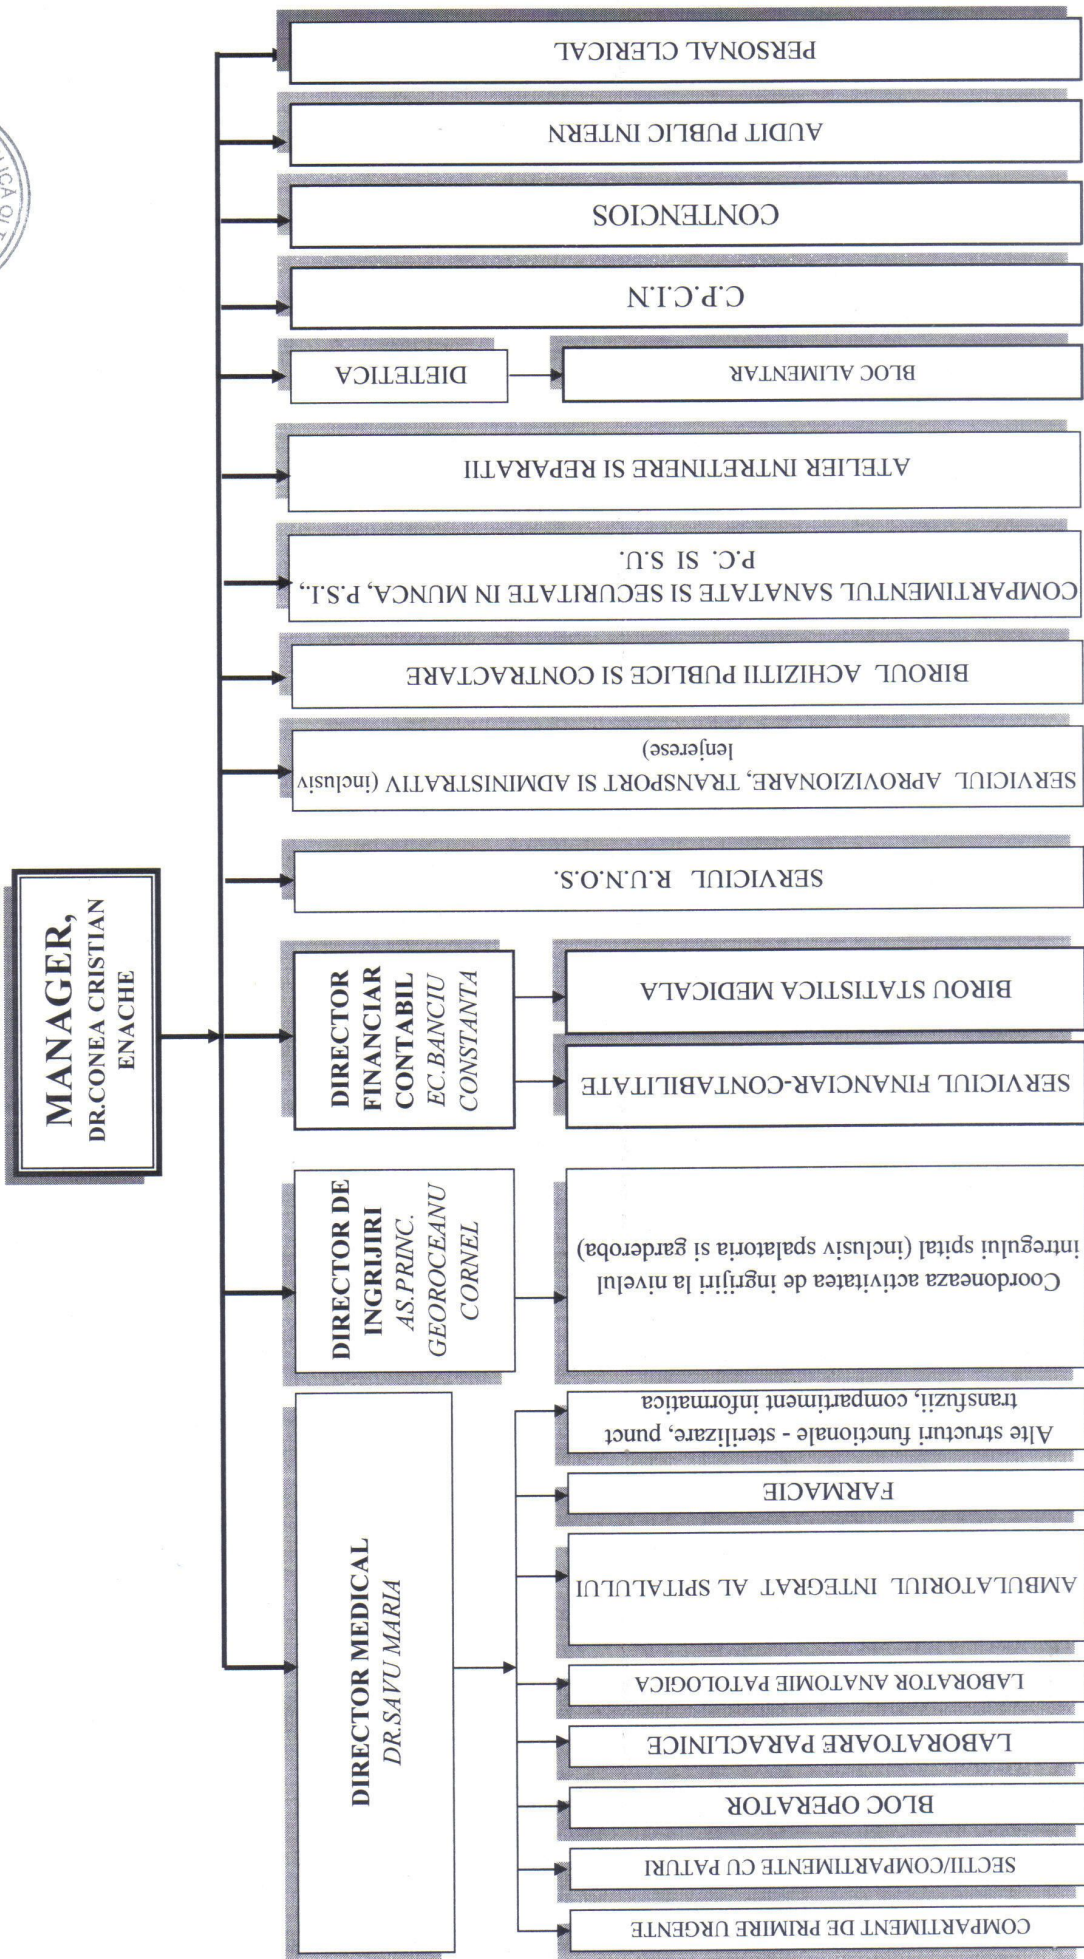 MANAGER,
DR.CONEA CRISTIAN
ENACHE
DIRECTOR MEDICAL
DR.SAVU MARIA
DIRECTOR DE
INGRIJIRI
AS.PRINC.
GEOROCEANU
CORNEL
DIRECTOR
FINANCIAR
CONTABIL
EC.BANCIU
CONSTANTA
SERVICIUL R.U.N.O.S.
SERVICIUL APROVIZIONARE, TRANSPORT SI ADMINISTRATIV (inclusiv
lenjerese)
BIROUL ACHIZITII PUBLICE SI CONTRACTARE
COMPARTIMENTUL SANATATE SI SECURITATE IN MUNCA, P.S.I.,
P.C. SI S.U.
ATELIER INTRETINERE SI REPARATII
DIETETICA
BLOC ALIMENTAR
C.P.C.I.N
CONTENCIOS
AUDIT PUBLIC INTERN
PERSONAL CLERICAL
COMPARTIMENT DE PRIMIRE URGENTE
SECTII/COMPARTIMENTE CU PATURI
BLOC OPERATOR
LABORATOARE PARACLINICE
LABORATOR ANATOMIE PATOLOGICA
AMBULATORIUL INTEGRAT AL SPITALULUI
FARMACIE
Alte structuri functionale - sterilizare, punct
transfuzii, compartiment informatica
Coordoneaza activitatea de ingrijiri la nivelul
intregului spital (inclusiv spalatoria si garderoba)
SERVICIUL FINANCIAR-CONTABILITATE
BIROU STATISTICA MEDICALA